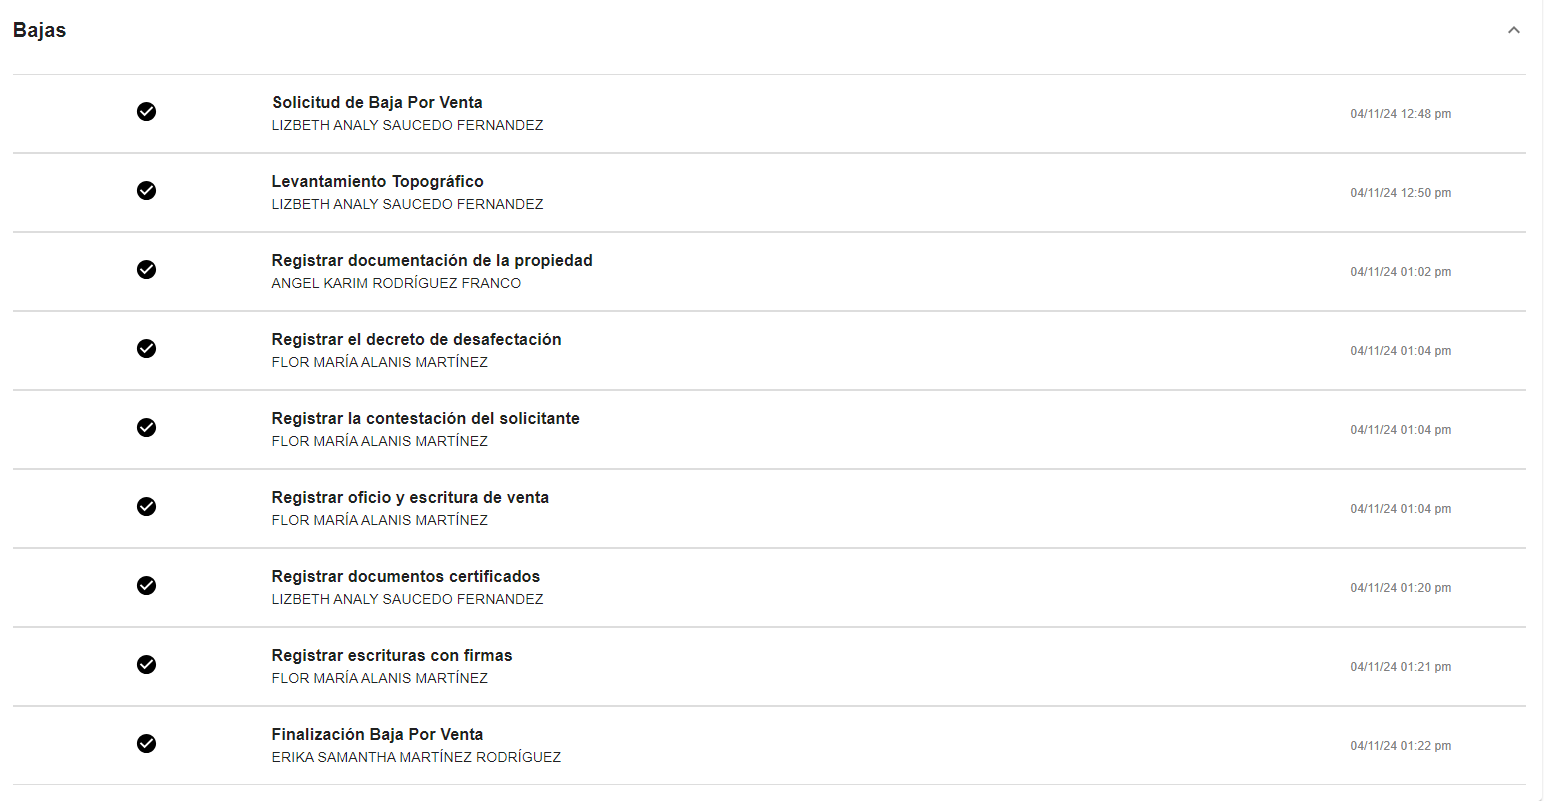 Bajas
Solicitud de Baja Por Venta
LIZBETH ANALY SAUCEDO FERNANDEZ
04/11/24 12:48 pm
Levantamiento Topográfico
LIZBETH ANALY SAUCEDO FERNANDEZ
04/11/24 12:50 pm
Registrar documentación de la propiedad
ANGEL KARIM RODRÍGUEZ FRANCO
04/11/24 01:02 pm
Registrar el decreto de desafectación
FLOR MARÍA ALANIS MARTÍNEZ
04/11/24 01:04 pm
Registrar la contestación del solicitante
FLOR MARÍA ALANIS MARTÍNEZ
04/11/24 01:04 pm
Registrar oficio y escritura de venta
FLOR MARÍA ALANIS MARTÍNEZ
04/11/24 01:04 pm
Registrar documentos certificados
LIZBETH ANALY SAUCEDO FERNANDEZ
04/11/24 01:20 pm
Registrar escrituras con firmas
FLOR MARÍA ALANIS MARTÍNEZ
04/11/24 01:21 pm
Finalización Baja Por Venta
ERIKA SAMANTHA MARTÍNEZ RODRÍGUEZ
04/11/24 01:22 pm